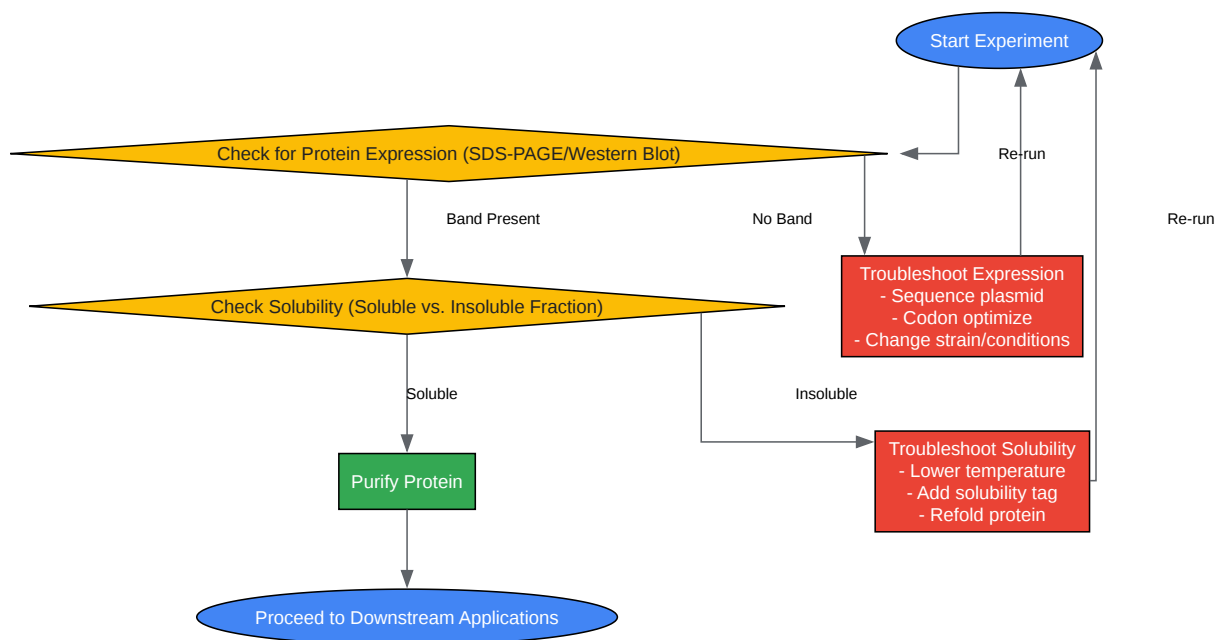 Start Experiment
Check for Protein Expression (SDS-PAGE/Western Blot)
Re-run
Band Present
No Band
Re-run
Troubleshoot Expression
- Sequence plasmid
- Codon optimize
- Change strain/conditions
Check Solubility (Soluble vs. Insoluble Fraction)
Soluble
Insoluble
Troubleshoot Solubility
- Lower temperature
- Add solubility tag
- Refold protein
Purify Protein
Proceed to Downstream Applications